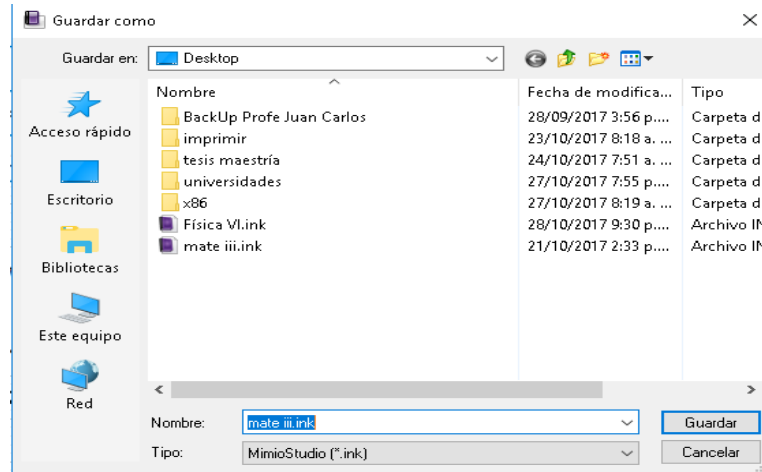 Guardar como
Guardar en: Desktop
Nombre Fecha de modifica... Tipo
BackUp Profe Juan Carlos 28/09/2017 3:56 p.... Carpeta d
imprimir 23/10/2017 8:18 a. ... Carpeta d
tesis maestría 24/10/2017 7:51 a. ... Carpeta d
universidades 27/10/2017 7:55 p.... Carpeta d
x86 27/10/2017 8:19 a. ... Carpeta d
Física VI.ink 28/10/2017 9:30 p.... Archivo IN
mate iii.ink 21/10/2017 2:33 p.... Archivo IN
Acceso rápido
Escritorio
Bibliotecas
Este equipo
Red
Nombre: mate iii.ink Guardar
Tipo: MimioStudio (*.ink) Cancelar